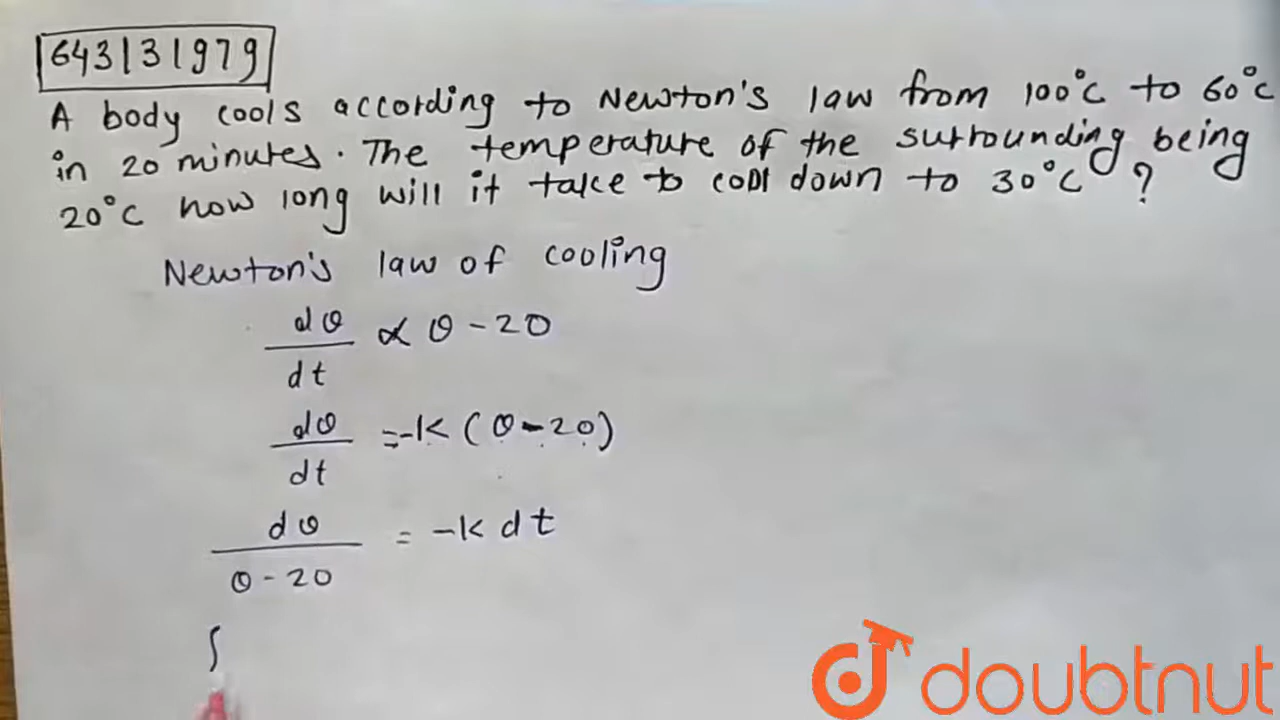 643131979
A body cools according to Newton's law from 100°C to 60°C
in 20 minutes. The temperature of the surrounding being
20°C how long will it take to cool down to 30°C ?
Newton's law of cooling
dθ/dt ∝ θ - 20
dθ/dt = -K (θ - 20)
dθ/θ - 20 = -K dt
∫
doubtnut